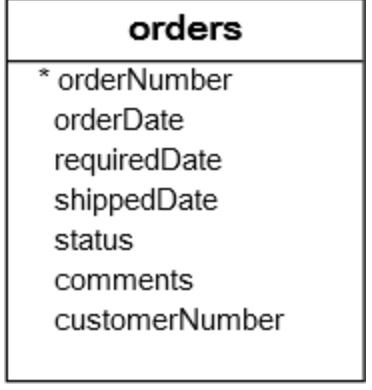 orders
* orderNumber
orderDate
requiredDate
shippedDate
status
comments
customerNumber